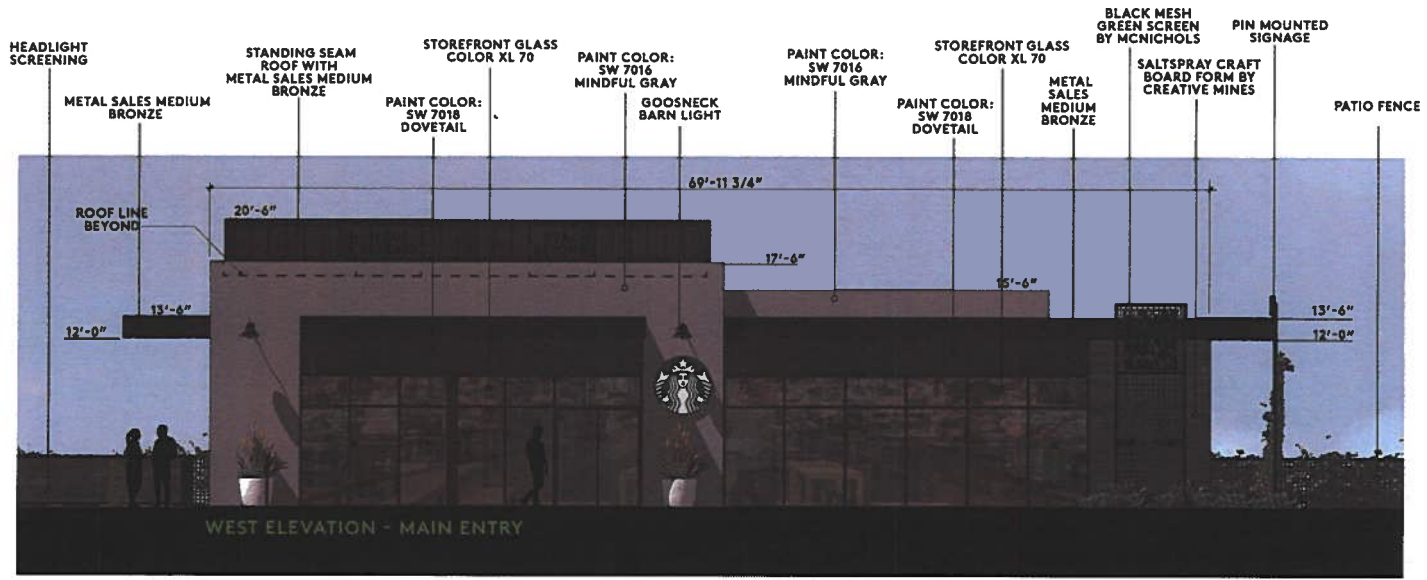 HEADLIGHT
SCREENING
METAL SALES MEDIUM
BRONZE
STANDING SEAM
ROOF WITH
METAL SALES MEDIUM
BRONZE
PAINT COLOR:
SW 7018
DOVETAIL
STOREFRONT GLASS
COLOR XL 70
PAINT COLOR:
SW 7016
MINDFUL GRAY
GOOSNECK
BARN LIGHT
PAINT COLOR:
SW 7016
MINDFUL GRAY
PAINT COLOR:
SW 7018
DOVETAIL
STOREFRONT GLASS
COLOR XL 70
METAL
SALES
MEDIUM
BRONZE
BLACK MESH
GREEN SCREEN
BY MCNICHOLS
SALTSPRAY CRAFT
BOARD FORM BY
CREATIVE MINES
PIN MOUNTED
SIGNAGE
PATIO FENCE
69'-11 3/4"
ROOF LINE
BEYOND
20'-6"
17'-6"
15'-6"
13'-6"
12'-0"
13'-6"
12'-0"
WEST ELEVATION - MAIN ENTRY